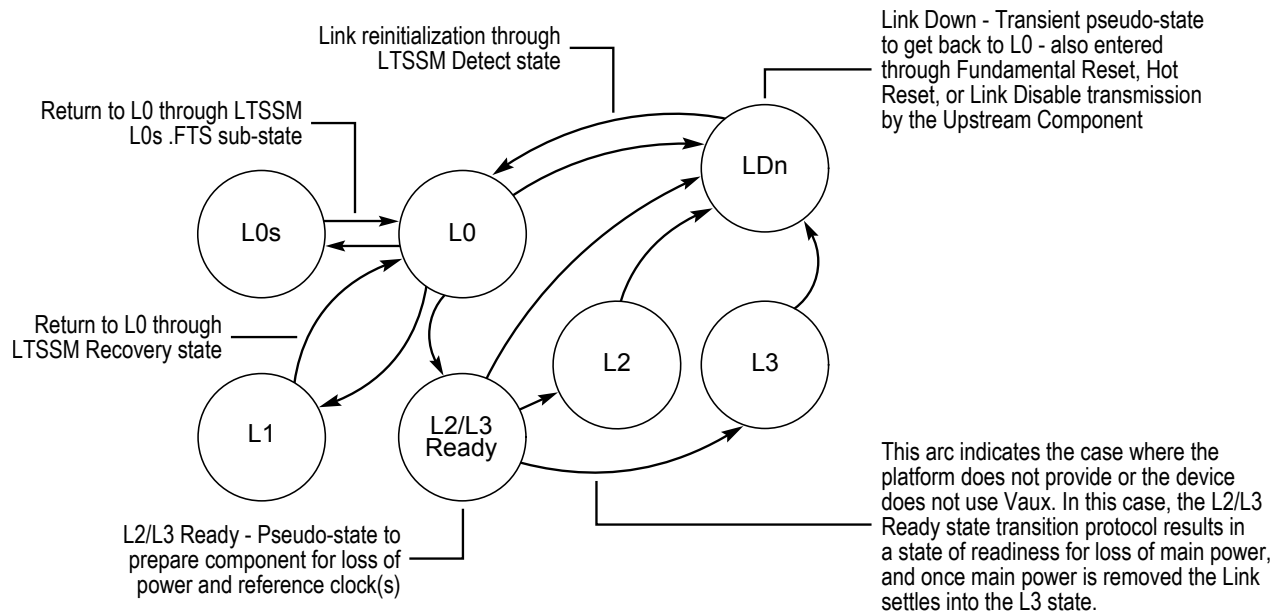 Link reinitialization through
LTSSM Detect state
Return to L0 through LTSSM
L0s .FTS sub-state
Link Down - Transient pseudo-state
to get back to L0 - also entered
through Fundamental Reset, Hot
Reset, or Link Disable transmission
by the Upstream Component
LDn
L0s
L0
Return to L0 through
LTSSM Recovery state
L2
L3
L1
L2/L3
Ready
L2/L3 Ready - Pseudo-state to
prepare component for loss of
power and reference clock(s)
This arc indicates the case where the
platform does not provide or the device
does not use Vaux. In this case, the L2/L3
Ready state transition protocol results in
a state of readiness for loss of main power,
and once main power is removed the Link
settles into the L3 state.